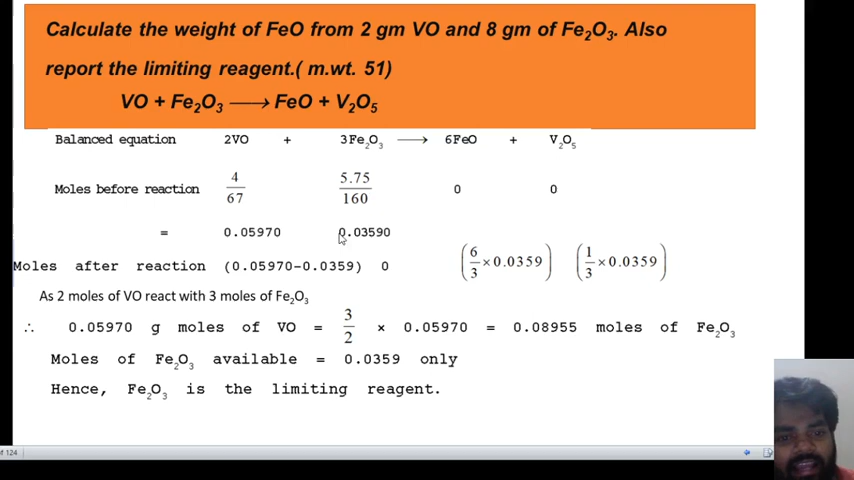 Calculate the weight of FeO from 2 gm VO and 8 gm of Fe₂O₃. Also
report the limiting reagent.( m.wt. 51)
VO + Fe₂O₃ ⟶ FeO + V₂O₅
Balanced equation 2VO + 3Fe₂O₃ ⟶ 6FeO + V₂O₅
Moles before reaction 4/67 5.75/160 0 0
= 0.05970 0.03590
Moles after reaction (0.05970-0.0359) 0 (6/3 × 0.0359) (1/3 × 0.0359)
As 2 moles of VO react with 3 moles of Fe₂O₃
∴ 0.05970 g moles of VO = 3/2 × 0.05970 = 0.08955 moles of Fe₂O₃
Moles of Fe₂O₃ available = 0.0359 only
Hence, Fe₂O₃ is the limiting reagent.
of 124